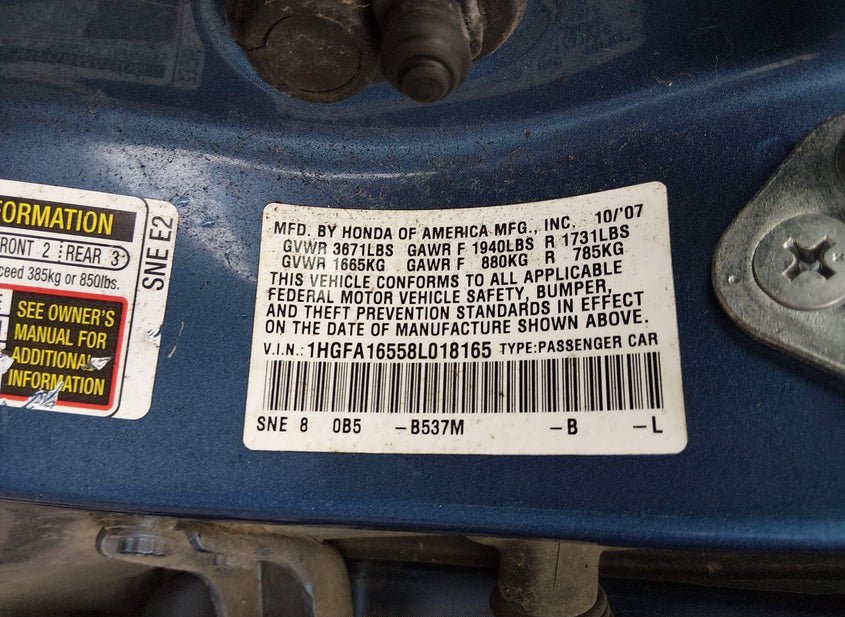 FORMATION
FRONT 2 REAR 3
ceed 385kg or 850lbs.
SEE OWNER'S
MANUAL FOR
ADDITIONAL
INFORMATION
SNE E2
MFD. BY HONDA OF AMERICA MFG., INC. 10/'07
GVWR 3671LBS GAWR F 1940LBS R 1731LBS
GVWR 1665KG GAWR F 880KG R 785KG
THIS VEHICLE CONFORMS TO ALL APPLICABLE
FEDERAL MOTOR VEHICLE SAFETY, BUMPER,
AND THEFT PREVENTION STANDARDS IN EFFECT
ON THE DATE OF MANUFACTURE SHOWN ABOVE.
V.I.N.: 1HGFA16558L018165 TYPE:PASSENGER CAR
SNE 8 0B5 -B537M -B -L